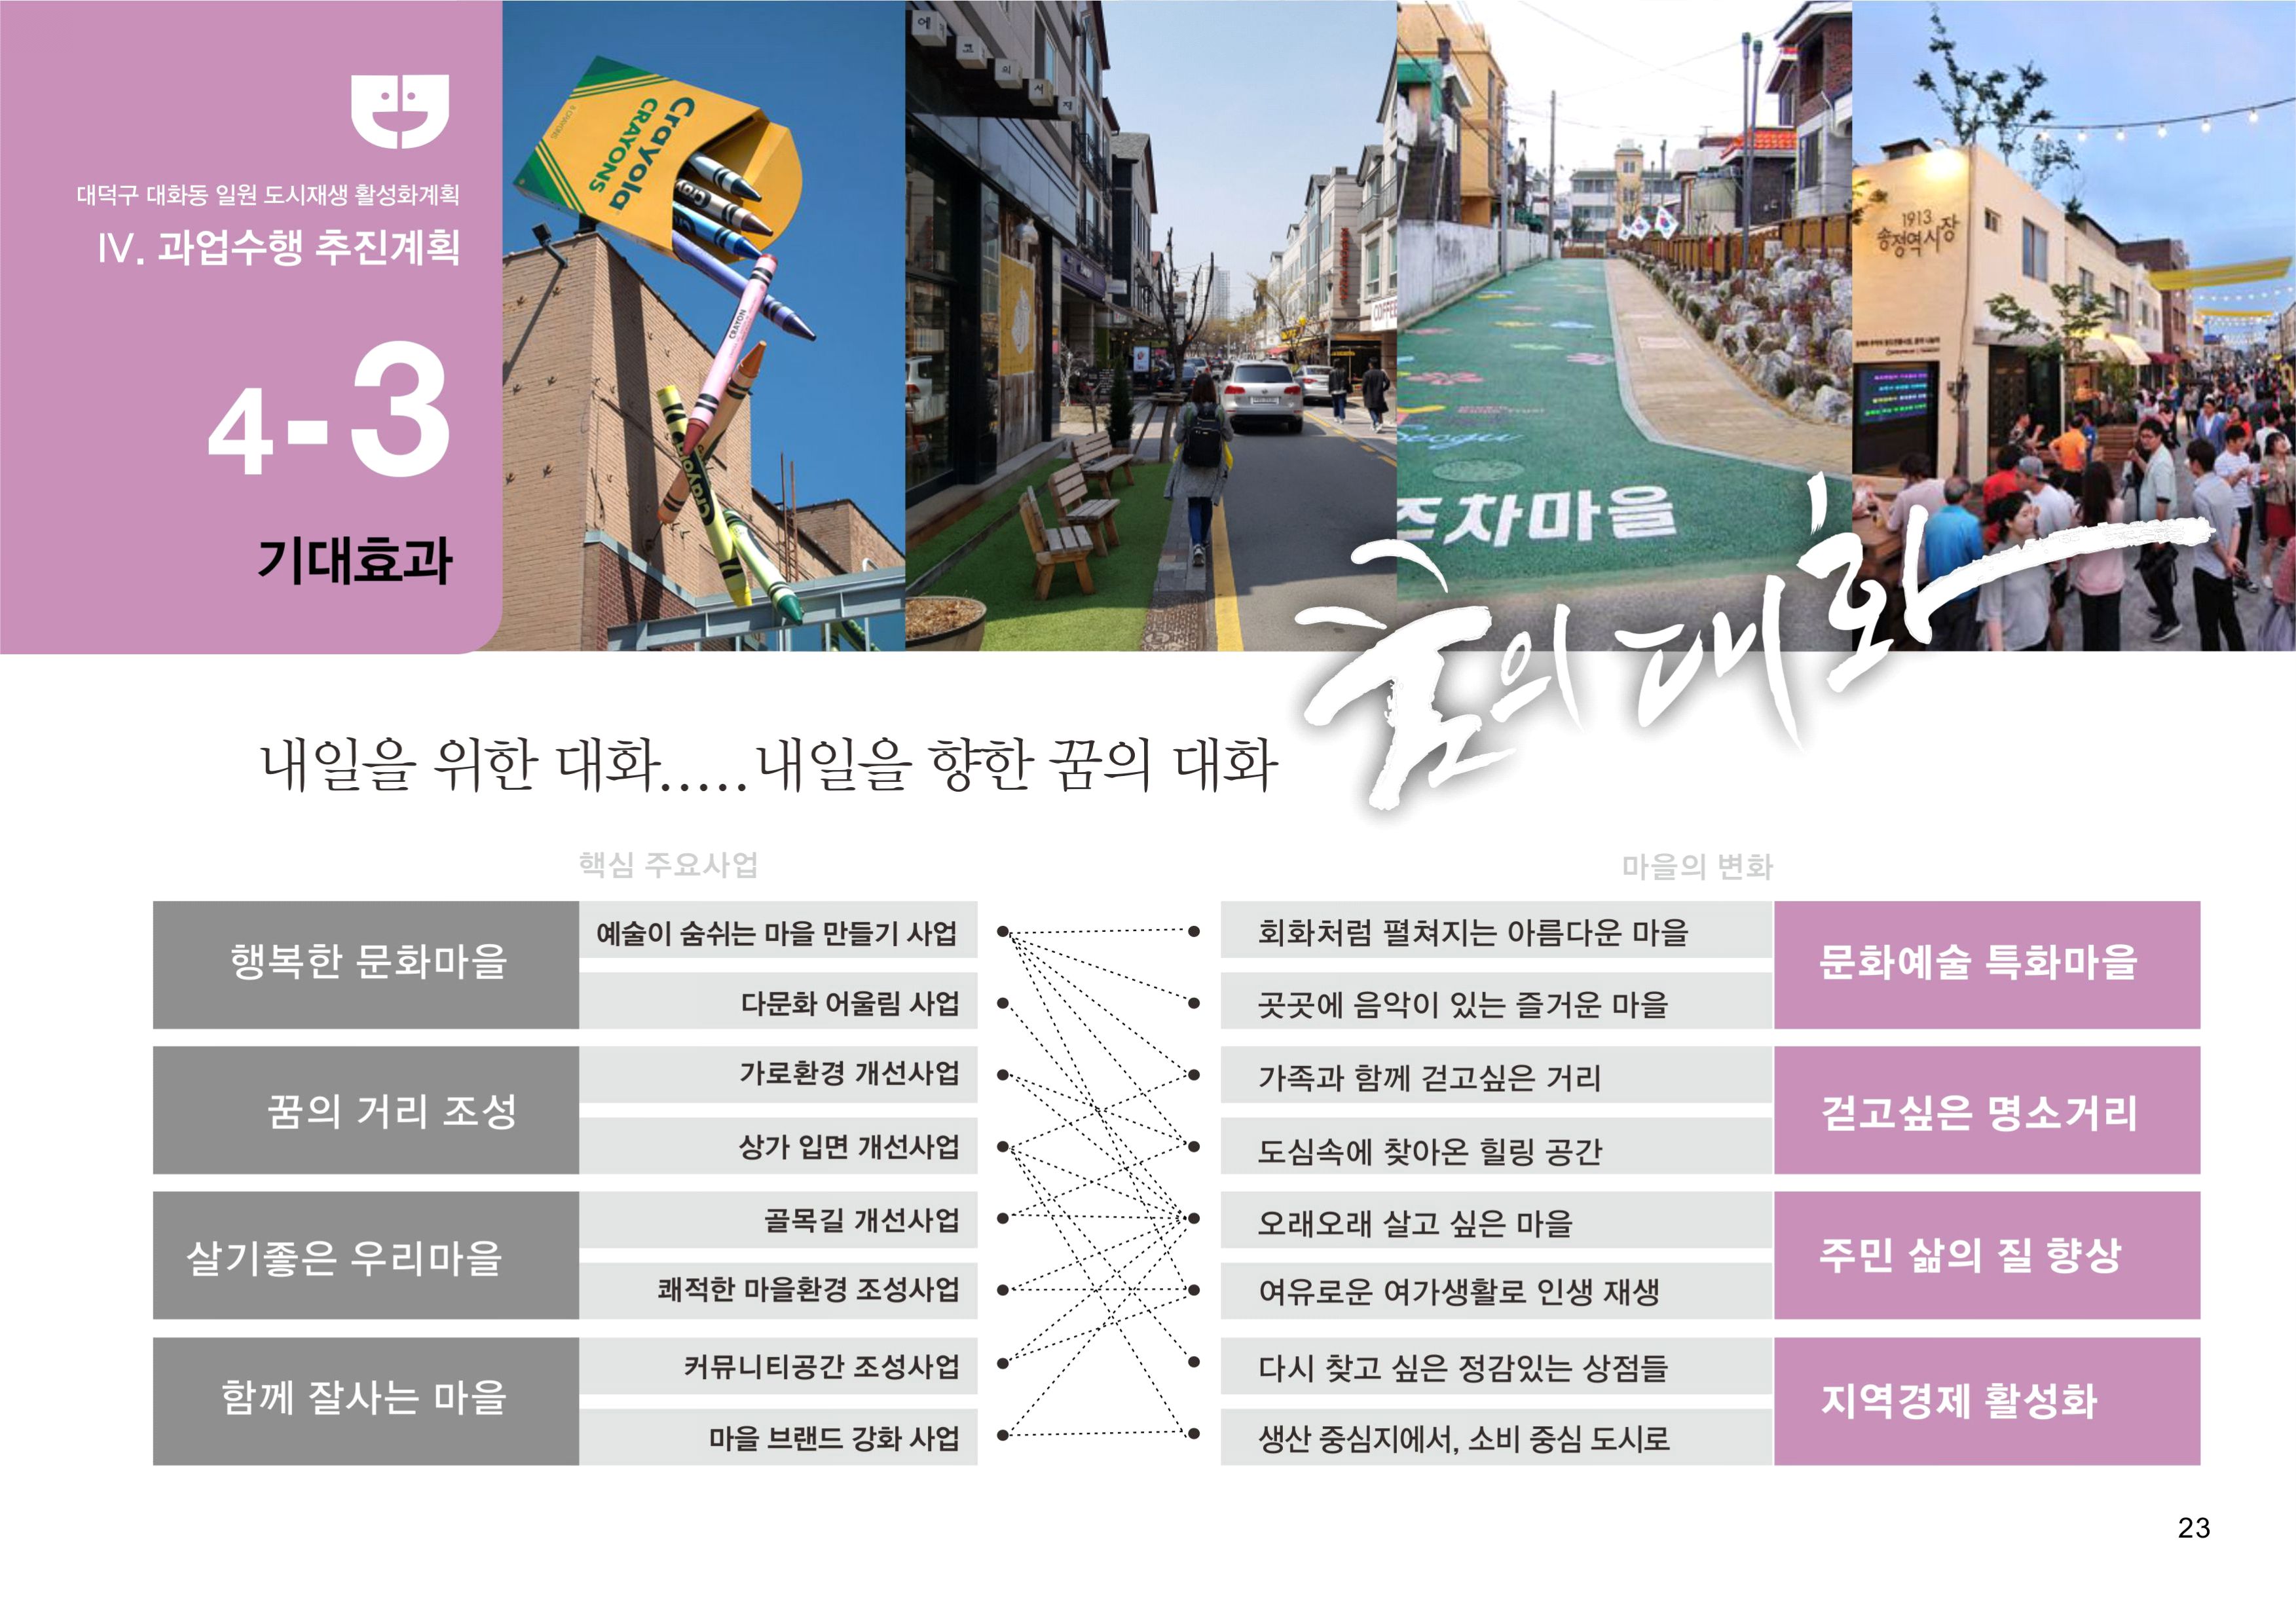 대덕구 대화동 일원 도시재생 활성화계획
Ⅳ. 과업수행 추진계획
4-3
기대효과
Crayola
CRAYONS
CRAYON
Crayola
COFFEE
Seogu
주차마을
1913
송정역시장
꿈의 대화
내일을 위한 대화.....내일을 향한 꿈의 대화
핵심 주요사업
마을의 변화
행복한 문화마을
예술이 숨쉬는 마을 만들기 사업
다문화 어울림 사업
회화처럼 펼쳐지는 아름다운 마을
곳곳에 음악이 있는 즐거운 마을
문화예술 특화마을
꿈의 거리 조성
가로환경 개선사업
상가 입면 개선사업
가족과 함께 걷고싶은 거리
도심속에 찾아온 힐링 공간
걷고싶은 명소거리
살기좋은 우리마을
골목길 개선사업
쾌적한 마을환경 조성사업
오래오래 살고 싶은 마을
여유로운 여가생활로 인생 재생
주민 삶의 질 향상
함께 잘사는 마을
커뮤니티공간 조성사업
마을 브랜드 강화 사업
다시 찾고 싶은 정감있는 상점들
생산 중심지에서, 소비 중심 도시로
지역경제 활성화
23